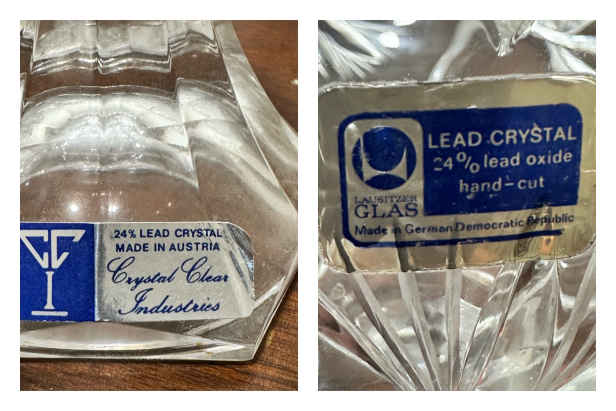 24% LEAD CRYSTAL
MADE IN AUSTRIA
Crystal Clear
Industries
LEAD CRYSTAL
24% lead oxide
hand-cut
LAUSITZER
GLAS
Made in German Democratic Republic